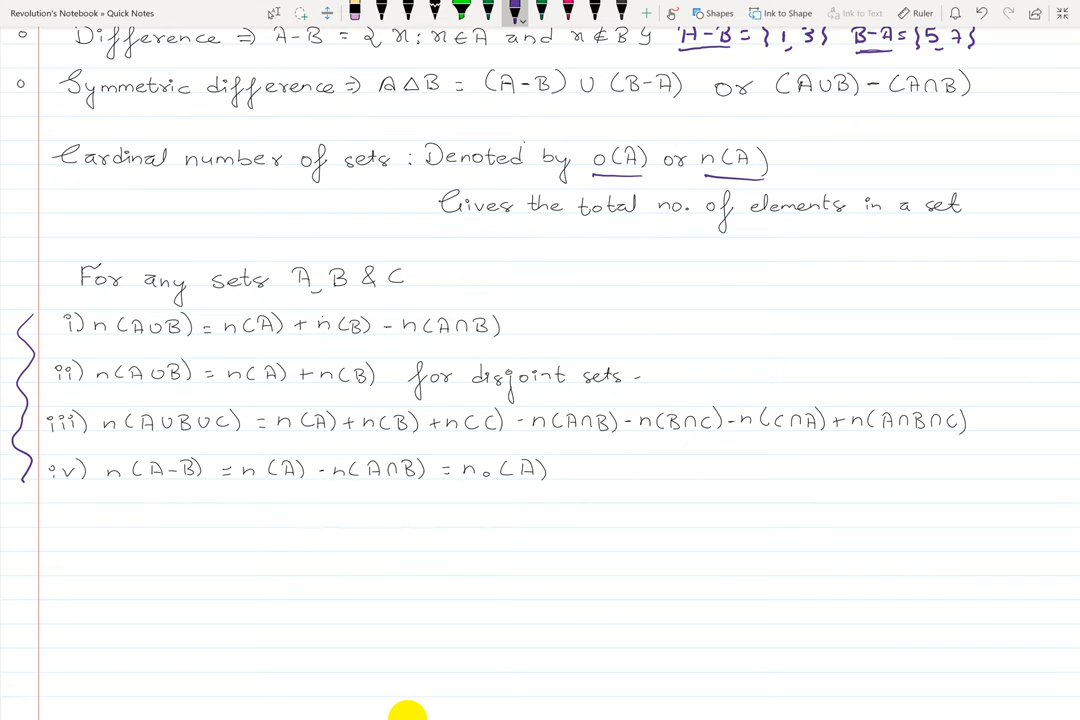 Revolution's Notebook » Quick Notes Shapes Ink to Shape Ink to Text Ruler
Difference ⇒ A-B = { x : x ∈ A and x ∉ B } A-B = {1,3} B-A = {5,7}
Symmetric difference ⇒ A△B = (A-B) ∪ (B-A) or (A∪B) - (A∩B)
Cardinal number of sets : Denoted by o(A) or n(A)
Gives the total no. of elements in a set
For any sets A, B & C
i) n(A∪B) = n(A) + n(B) - n(A∩B)
ii) n(A∪B) = n(A) + n(B) for disjoint sets -
iii) n(A∪B∪C) = n(A) + n(B) + n(C) - n(A∩B) - n(B∩C) - n(C∩A) + n(A∩B∩C)
iv) n(A-B) = n(A) - n(A∩B) = n₀(A)